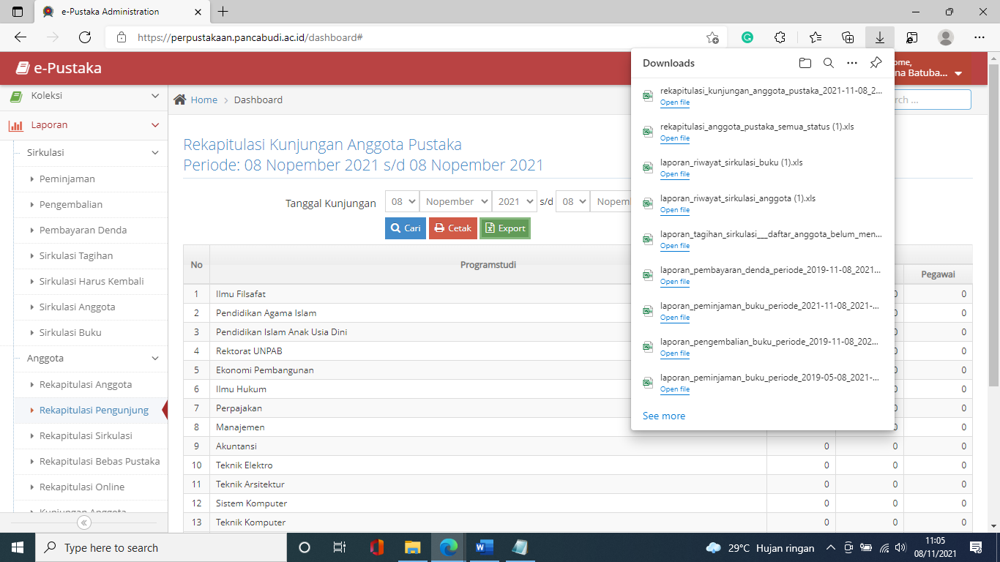 e-Pustaka Administration
https://perpustakaan.pancabudi.ac.id/dashboard#
e-Pustaka
ome,
na Batuba...
Koleksi
Laporan
Sirkulasi
Peminjaman
Pengembalian
Pembayaran Denda
Sirkulasi Tagihan
Sirkulasi Harus Kembali
Sirkulasi Anggota
Sirkulasi Buku
Anggota
Rekapitulasi Anggota
Rekapitulasi Pengunjung
Rekapitulasi Sirkulasi
Rekapitulasi Bebas Pustaka
Rekapitulasi Online
Kunjungan Anggota
Home > Dashboard
rch ...
Rekapitulasi Kunjungan Anggota Pustaka
Periode: 08 Nopember 2021 s/d 08 Nopember 2021
Tanggal Kunjungan 08 Nopember 2021 s/d 08 Nopem
Cari Cetak Export
No Programstudi Pegawai
1 Ilmu Filsafat 0 0
2 Pendidikan Agama Islam 0 0
3 Pendidikan Islam Anak Usia Dini 0 0
4 Rektorat UNPAB 0 0
5 Ekonomi Pembangunan 0 0
6 Ilmu Hukum 0 0
7 Perpajakan 0 0
8 Manajemen 0 0
9 Akuntansi 0 0 0
10 Teknik Elektro 0 0 0
11 Teknik Arsitektur 0 0 0
12 Sistem Komputer 0 0 0
13 Teknik Komputer 0 0 0
Downloads
rekapitulasi_kunjungan_anggota_pustaka_2021-11-08_2...
Open file
rekapitulasi_anggota_pustaka_semua_status (1).xls
Open file
laporan_riwayat_sirkulasi_buku (1).xls
Open file
laporan_riwayat_sirkulasi_anggota (1).xls
Open file
laporan_tagihan_sirkulasi___daftar_anggota_belum_men...
Open file
laporan_pembayaran_denda_periode_2019-11-08_2021...
Open file
laporan_peminjaman_buku_periode_2021-11-08_2021-...
Open file
laporan_pengembalian_buku_periode_2019-11-08_202...
Open file
laporan_peminjaman_buku_periode_2019-05-08_2021-...
Open file
See more
Type here to search
29°C Hujan ringan
11:05
08/11/2021